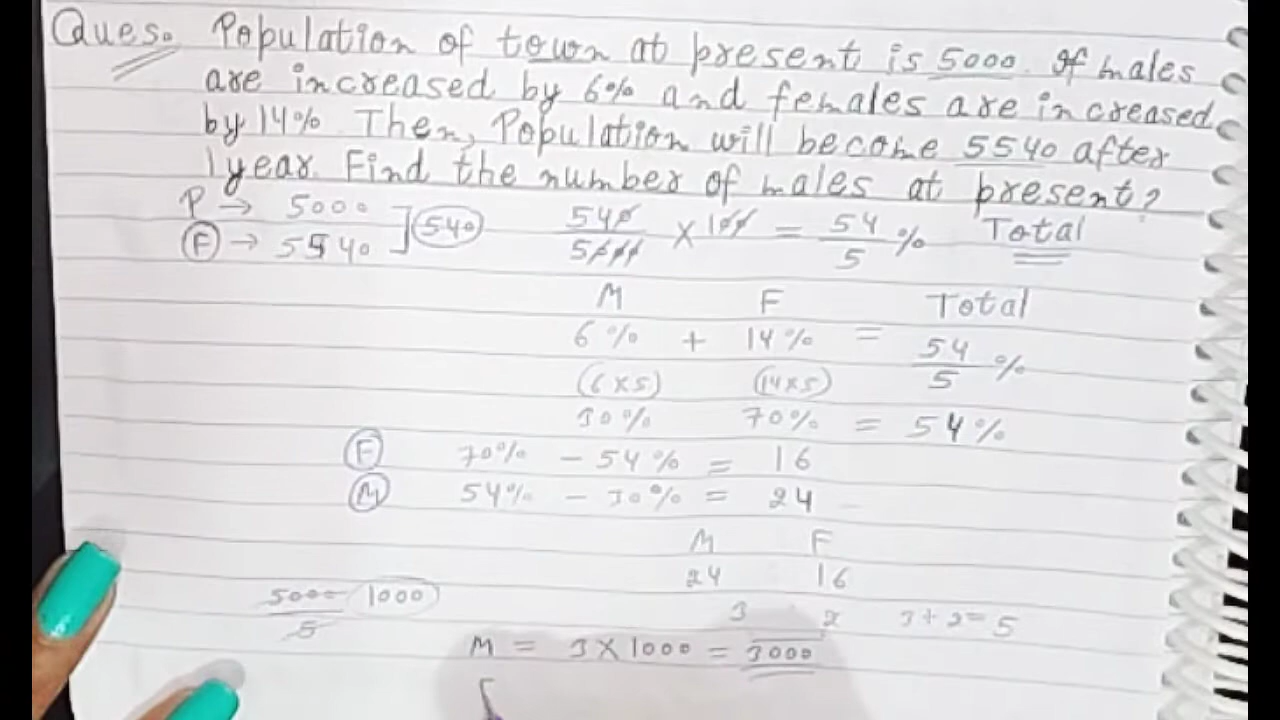 Ques. Population of town at present is 5000. If males
are increased by 6% and females are increased
by 14% Then, Population will become 5540 after
1 year. Find the number of males at present?
P → 5000
F → 5540 ] 540 540/5000 × 100 = 54/5 % Total
M F Total
6% + 14% = 54/5 %
(6×5) (14×5)
30% 70% = 54%
F 70% - 54% = 16
M 54% - 30% = 24
M F
24 16
5000/5 1000
3 2 3+2=5
M = 3×1000 = 3000